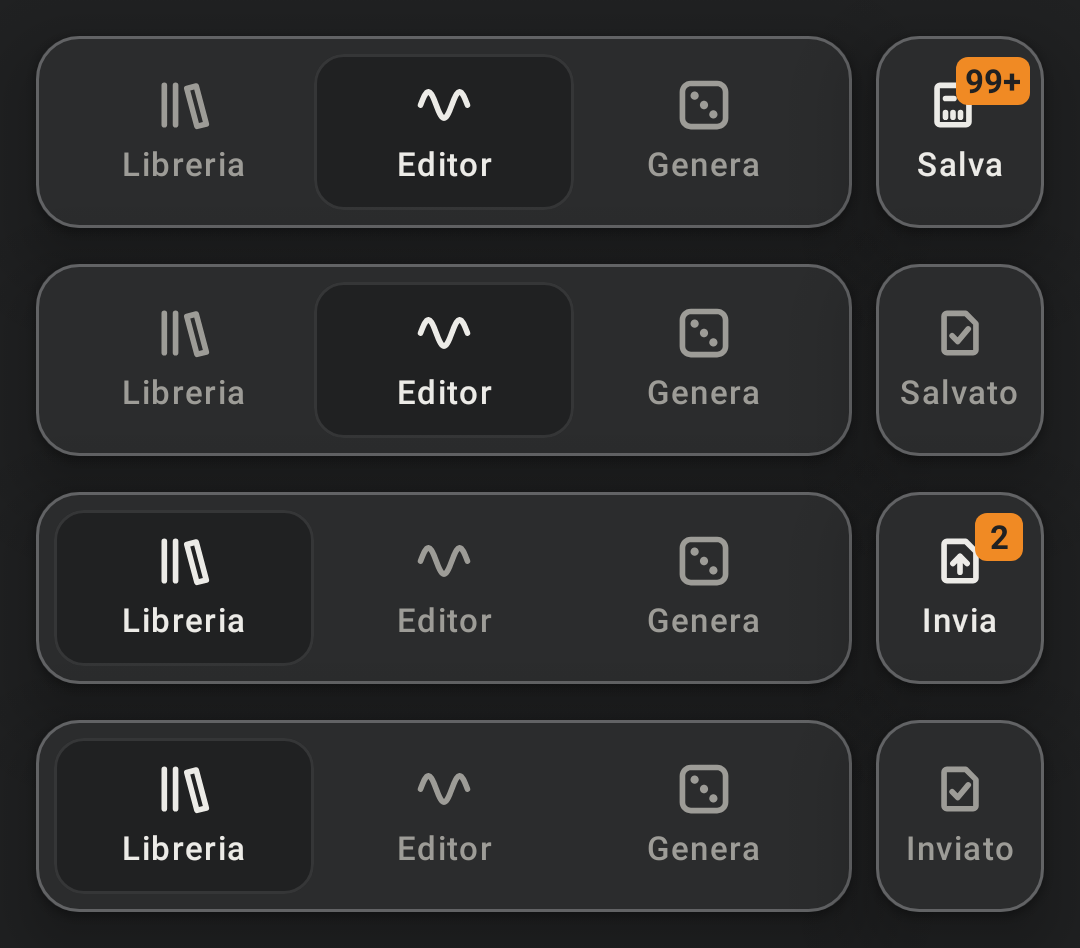 99+
Libreria Editor Genera Salva
Libreria Editor Genera Salvato
2
Libreria Editor Genera Invia
Libreria Editor Genera Inviato